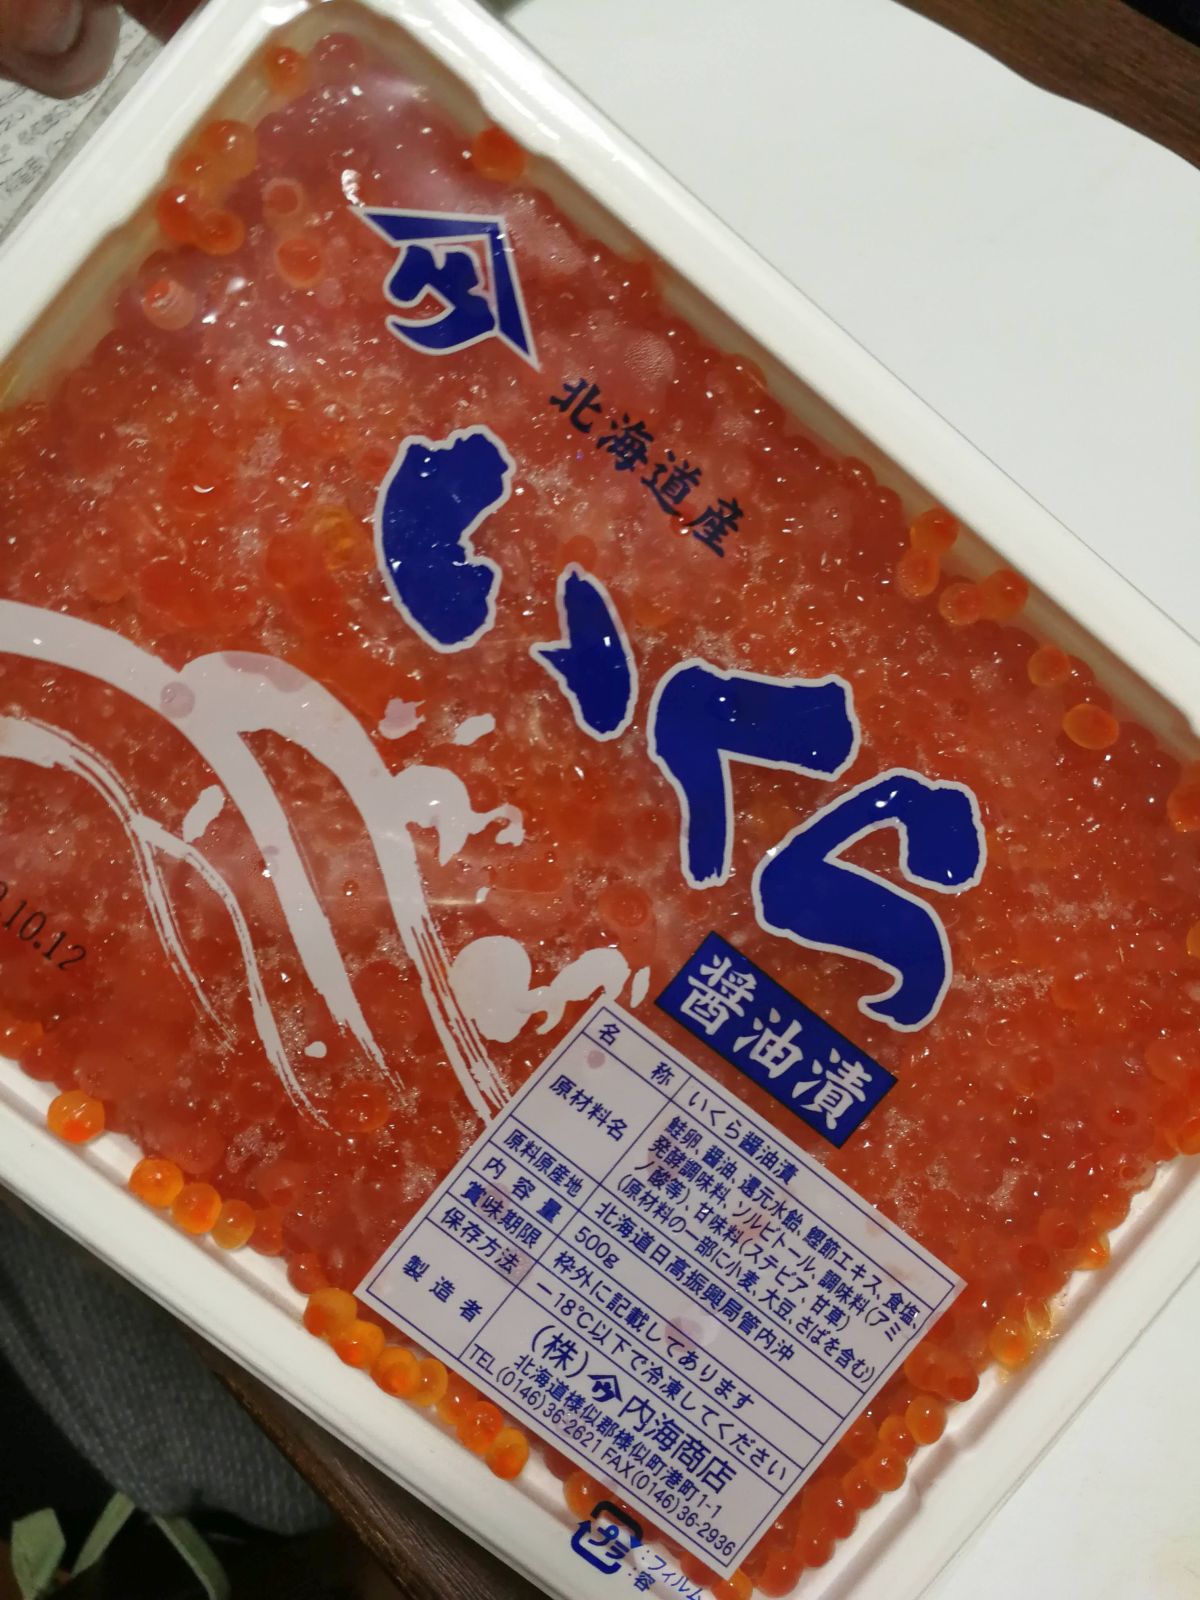 ウ
北海道産
いくら
醤油漬
.10.12
名称 いくら醤油漬
原材料名 鮭卵、醤油、還元水飴、鰹節エキス、食塩、
発酵調味料、ソルビトール、調味料(アミ
ノ酸等)、甘味料(ステビア、甘草)
(原材料の一部に小麦、大豆、さばを含む)
原料原産地 北海道日高振興局管内沖
内容量 500g
賞味期限 枠外に記載してあります
保存方法 −18℃以下で冷凍してください
製造者 (株)ウ内海商店
北海道様似郡様似町港町1-1
TEL(0146)36-2621 FAX(0146)36-2936
プラ
:フィルム
:容